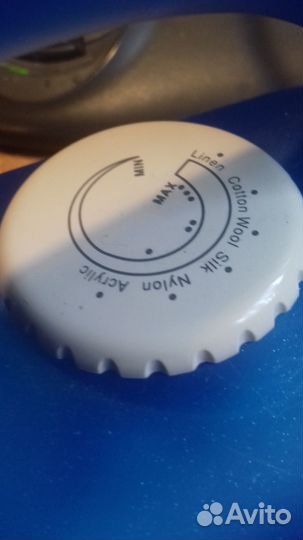 MIN
MAX
Linen
Cotton
Wool
Silk
Nylon
Acrylic
Avito